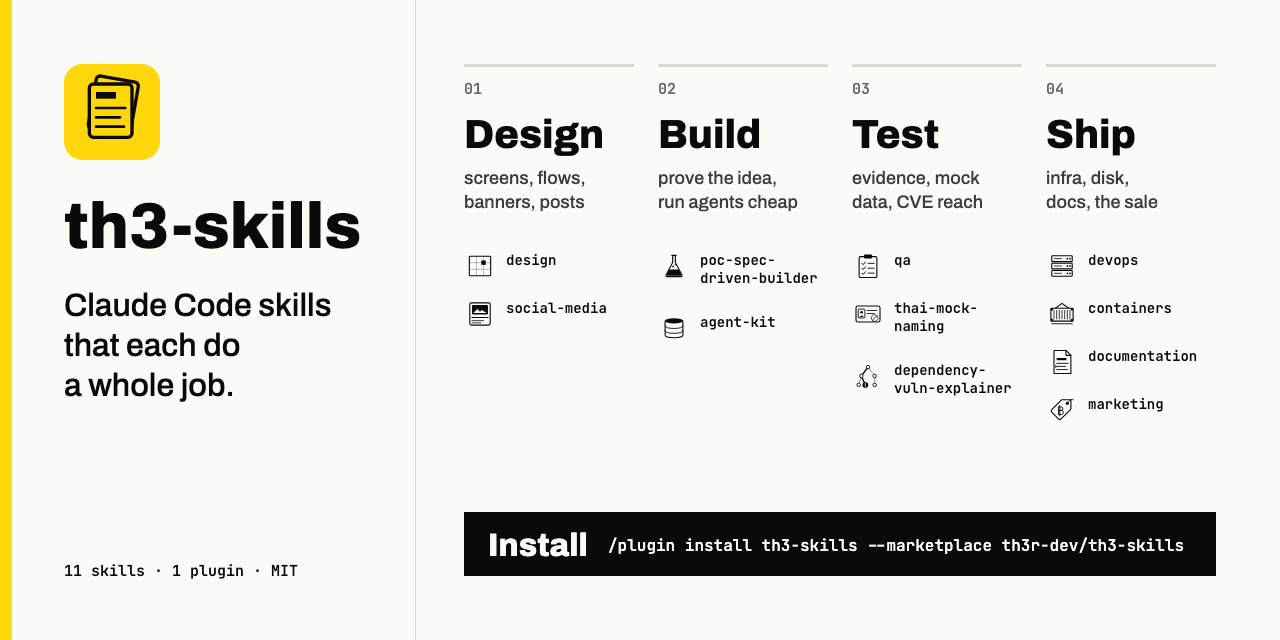 th3-skills
Claude Code skills
that each do
a whole job.
11 skills · 1 plugin · MIT
01
Design
screens, flows,
banners, posts
design
social-media
02
Build
prove the idea,
run agents cheap
poc-spec-
driven-builder
agent-kit
03
Test
evidence, mock
data, CVE reach
qa
thai-mock-
naming
dependency-
vuln-explainer
04
Ship
infra, disk,
docs, the sale
devops
containers
documentation
marketing
Install /plugin install th3-skills --marketplace th3r-dev/th3-skills